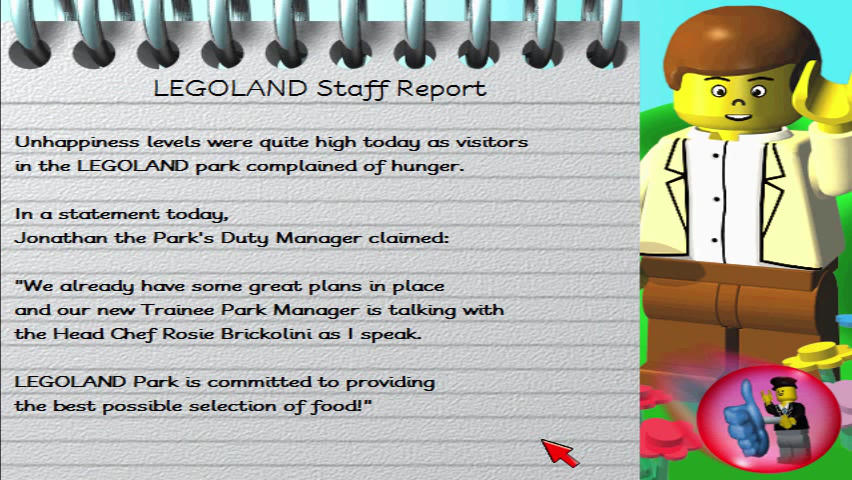 LEGOLAND Staff Report
Unhappiness levels were quite high today as visitors
in the LEGOLAND park complained of hunger.
In a statement today,
Jonathan the Park's Duty Manager claimed:
"We already have some great plans in place
and our new Trainee Park Manager is talking with
the Head Chef Rosie Brickolini as I speak.
LEGOLAND Park is committed to providing
the best possible selection of food!"